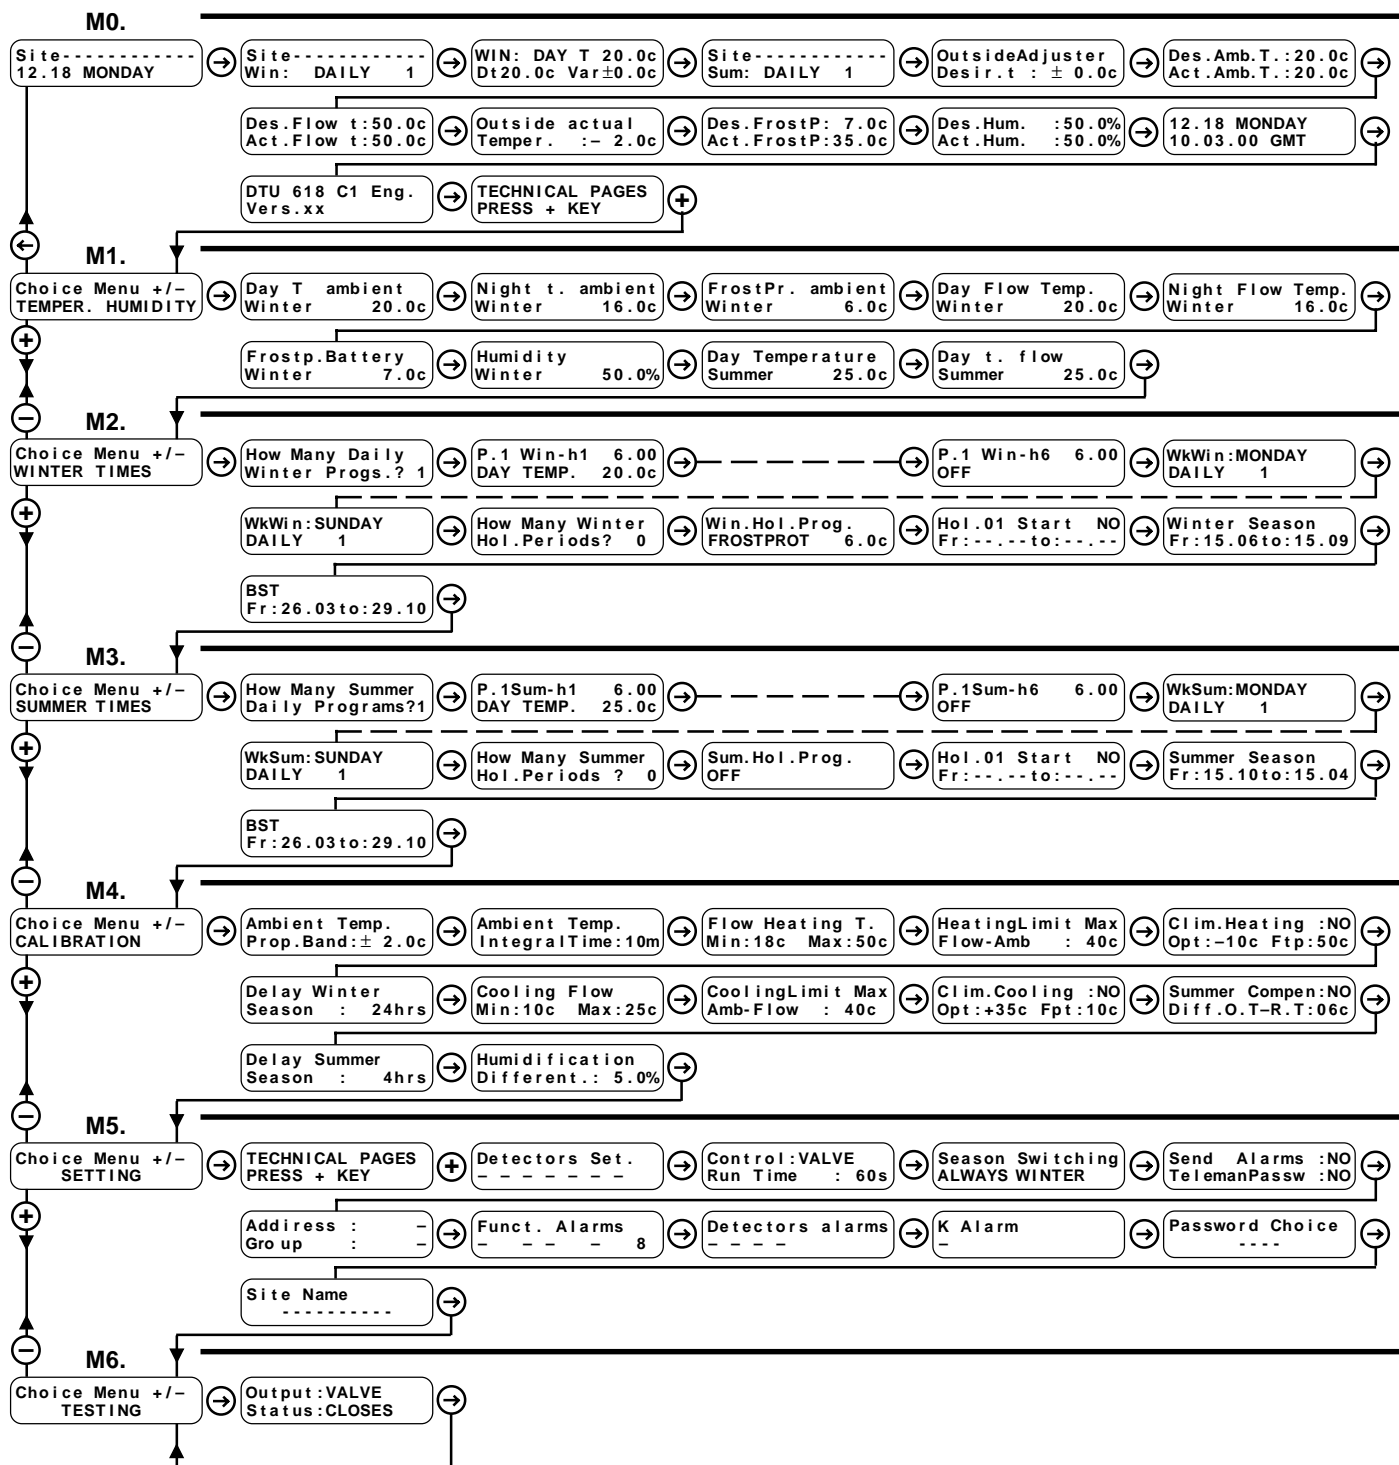 M0.
Site------------
12.18 MONDAY
→
Site------------
Win: DAILY 1
→
WIN: DAY T 20.0c
Dt20.0c Var±0.0c
→
Site------------
Sum: DAILY 1
→
OutsideAdjuster
Desir.t : ± 0.0c
→
Des.Amb.T.:20.0c
Act.Amb.T.:20.0c
→
Des.Flow t:50.0c
Act.Flow t:50.0c
→
Outside actual
Temper. :– 2.0c
→
Des.FrostP: 7.0c
Act.FrostP:35.0c
→
Des.Hum. :50.0%
Act.Hum. :50.0%
→
12.18 MONDAY
10.03.00 GMT
→
DTU 618 C1 Eng.
Vers.xx
→
TECHNICAL PAGES
PRESS + KEY
+
←
M1.
Choice Menu +/–
TEMPER. HUMIDITY
→
Day T ambient
Winter 20.0c
→
Night t. ambient
Winter 16.0c
→
FrostPr. ambient
Winter 6.0c
→
Day Flow Temp.
Winter 20.0c
→
Night Flow Temp.
Winter 16.0c
→
+
Frostp.Battery
Winter 7.0c
→
Humidity
Winter 50.0%
→
Day Temperature
Summer 25.0c
→
Day t. flow
Summer 25.0c
→
–
M2.
Choice Menu +/–
WINTER TIMES
→
How Many Daily
Winter Progs.? 1
→
P.1 Win-h1 6.00
DAY TEMP. 20.0c
→
→
P.1 Win-h6 6.00
OFF
→
WkWin:MONDAY
DAILY 1
→
+
WkWin:SUNDAY
DAILY 1
→
How Many Winter
Hol.Periods? 0
→
Win.Hol.Prog.
FROSTPROT 6.0c
→
Hol.01 Start NO
Fr:--.--to:--.--
→
Winter Season
Fr:15.06to:15.09
→
BST
Fr:26.03to:29.10
→
–
M3.
Choice Menu +/–
SUMMER TIMES
→
How Many Summer
Daily Programs?1
→
P.1Sum-h1 6.00
DAY TEMP. 25.0c
→
→
P.1Sum-h6 6.00
OFF
→
WkSum:MONDAY
DAILY 1
→
+
WkSum:SUNDAY
DAILY 1
→
How Many Summer
Hol.Periods ? 0
→
Sum.Hol.Prog.
OFF
→
Hol.01 Start NO
Fr:--.--to:--.--
→
Summer Season
Fr:15.10to:15.04
→
BST
Fr:26.03to:29.10
→
–
M4.
Choice Menu +/–
CALIBRATION
→
Ambient Temp.
Prop.Band:± 2.0c
→
Ambient Temp.
IntegralTime:10m
→
Flow Heating T.
Min:18c Max:50c
→
HeatingLimit Max
Flow-Amb : 40c
→
Clim.Heating :NO
Opt:–10c Ftp:50c
→
+
Delay Winter
Season : 24hrs
→
Cooling Flow
Min:10c Max:25c
→
CoolingLimit Max
Amb-Flow : 40c
→
Clim.Cooling :NO
Opt:+35c Fpt:10c
→
Summer Compen:NO
Diff.O.T–R.T:06c
→
Delay Summer
Season : 4hrs
→
Humidification
Different.: 5.0%
→
–
M5.
Choice Menu +/–
SETTING
→
TECHNICAL PAGES
PRESS + KEY
+
Detectors Set.
– – – – – – –
→
Control:VALVE
Run Time : 60s
→
Season Switching
ALWAYS WINTER
→
Send Alarms :NO
TelemanPassw :NO
→
+
Addiress : –
Group : –
→
Funct. Alarms
– – – – 8
→
Detectors alarms
– – – –
→
K Alarm
–
→
Password Choice
----
→
Site Name
----------
→
–
M6.
Choice Menu +/–
TESTING
→
Output:VALVE
Status:CLOSES
→